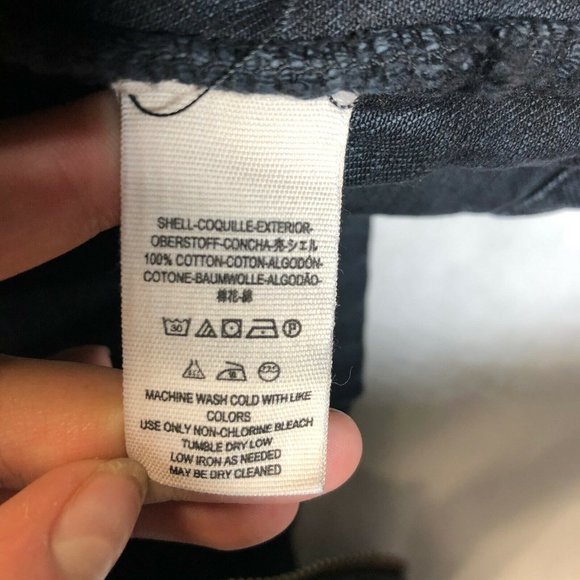 SHELL-COQUILLE-EXTERIOR-
OBERSTOFF-CONCHA-売-シェル
100% COTTON-COTON-ALGODÓN-
COTONE-BAUMWOLLE-ALGODÃO-
棉花-綿
30 P
MACHINE WASH COLD WITH LIKE
COLORS
USE ONLY NON-CHLORINE BLEACH
TUMBLE DRY LOW
LOW IRON AS NEEDED
MAY BE DRY CLEANED